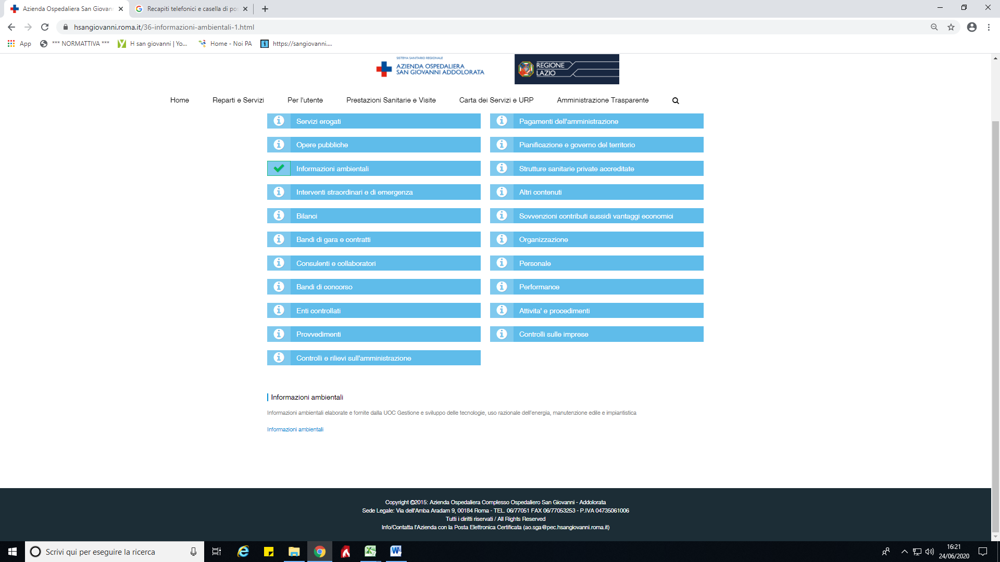 Azienda Ospedaliera San Giovann
Recapiti telefonici e casella di pos
hsangiovanni.roma.it/36-informazioni-ambientali-1.html
App
*** NORMATTIVA ***
H san giovanni | Yo...
Home - Noi PA
https://sangiovanni....
SISTEMA SANITARIO REGIONALE
AZIENDA OSPEDALIERA
SAN GIOVANNI ADDOLORATA
REGIONE
LAZIO
Home
Reparti e Servizi
Per l'utente
Prestazioni Sanitarie e Visite
Carta dei Servizi e URP
Amministrazione Trasparente
Servizi erogati
Pagamenti dell'amministrazione
Opere pubbliche
Pianificazione e governo del territorio
Informazioni ambientali
Strutture sanitarie private accreditate
Interventi straordinari e di emergenza
Altri contenuti
Bilanci
Sovvenzioni contributi sussidi vantaggi economici
Bandi di gara e contratti
Organizzazione
Consulenti e collaboratori
Personale
Bandi di concorso
Performance
Enti controllati
Attivita' e procedimenti
Provvedimenti
Controlli sulle imprese
Controlli e rilievi sull'amministrazione
Informazioni ambientali
Informazioni ambientali elaborate e fornite dalla UOC Gestione e sviluppo delle tecnologie, uso razionale dell'energia, manutenzione edile e impiantistica
Informazioni ambientali
Copyright ©2015: Azienda Ospedaliera Complesso Ospedaliero San Giovanni - Addolorata
Sede Legale: Via dell'Amba Aradam 9, 00184 Roma - TEL. 06/77051 FAX 06/77053253 - P.IVA 04735061006
Tutti i diritti riservati / All Rights Reserved
Info/Contatta l'Azienda con la Posta Elettronica Certificata (ao.sga@pec.hsangiovanni.roma.it)
Scrivi qui per eseguire la ricerca
16:21
24/06/2020